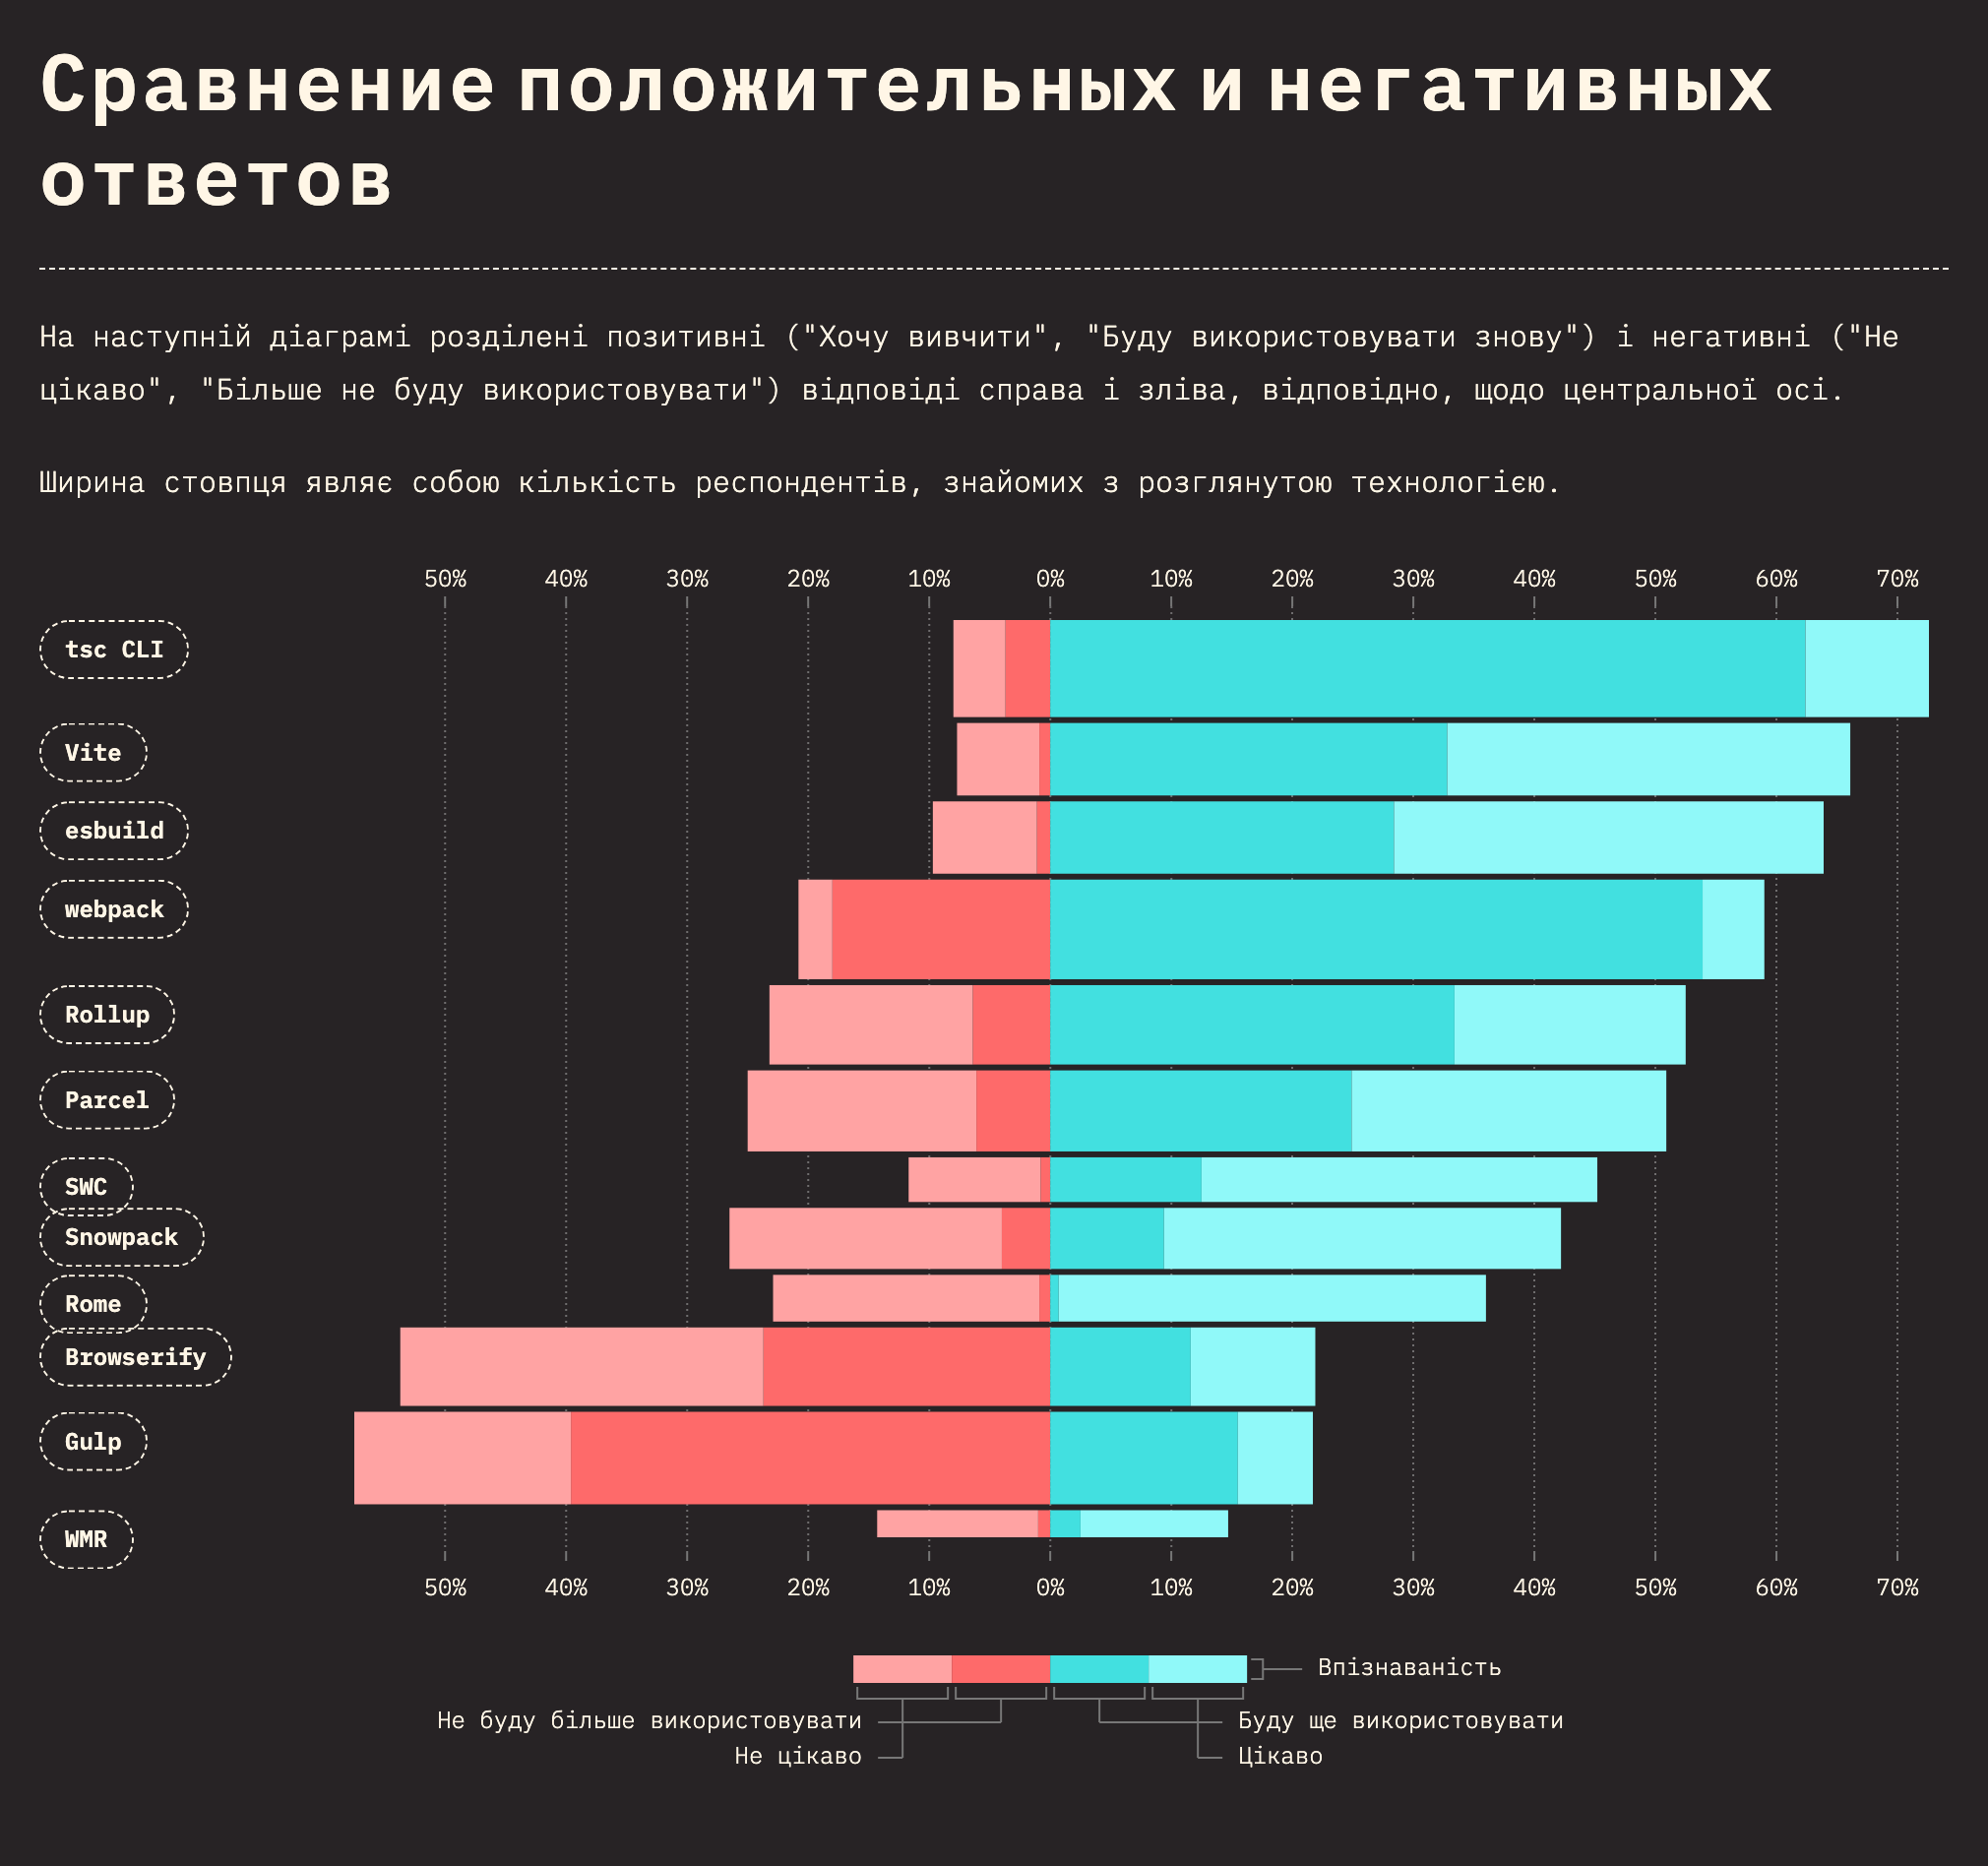 Сравнение положительных и негативных
ответов
На наступній діаграмі розділені позитивні ("Хочу вивчити", "Буду використовувати знову") і негативні ("Не
цікаво", "Більше не буду використовувати") відповіді справа і зліва, відповідно, щодо центральної осі.
Ширина стовпця являє собою кількість респондентів, знайомих з розглянутою технологією.
50% 40% 30% 20% 10% 0% 10% 20% 30% 40% 50% 60% 70%
tsc CLI
Vite
esbuild
webpack
Rollup
Parcel
SWC
Snowpack
Rome
Browserify
Gulp
WMR
50% 40% 30% 20% 10% 0% 10% 20% 30% 40% 50% 60% 70%
Впізнаваність
Не буду більше використовувати Буду ще використовувати
Не цікаво Цікаво